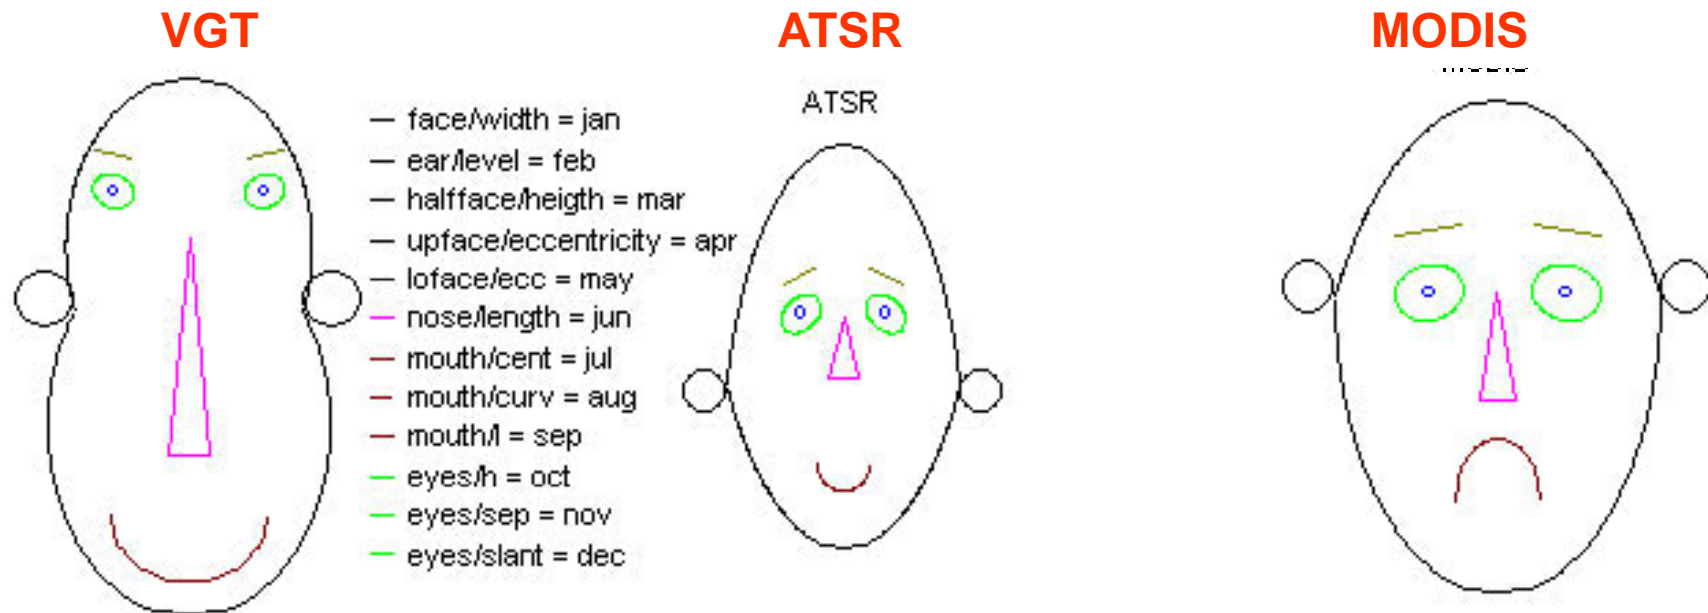 VGT
ATSR
MODIS
ATSR
face/width = jan
ear/level = feb
halfface/heigth = mar
upface/eccentricity = apr
loface/ecc = may
nose/length = jun
mouth/cent = jul
mouth/curv = aug
mouth/l = sep
eyes/h = oct
eyes/sep = nov
eyes/slant = dec